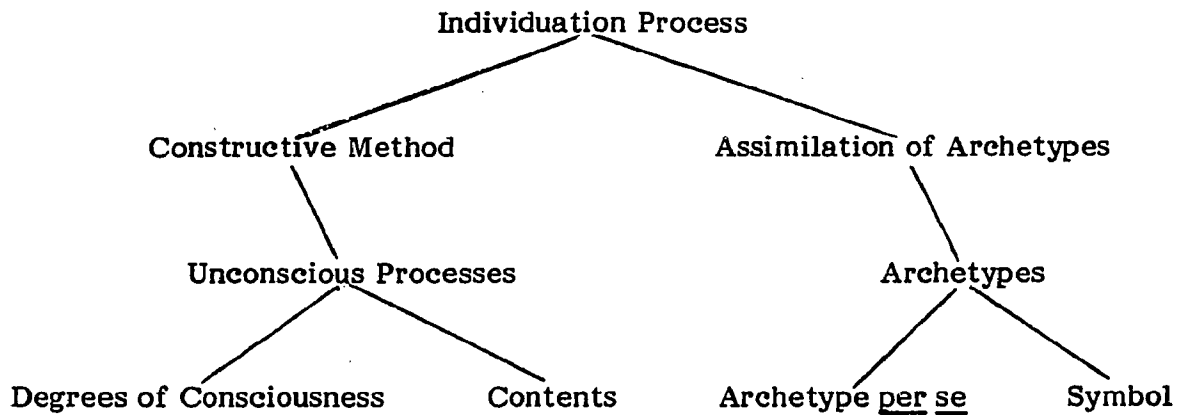 Individuation Process
Constructive Method
Assimilation of Archetypes
Unconscious Processes
Archetypes
Degrees of Consciousness
Contents
Archetype per se
Symbol